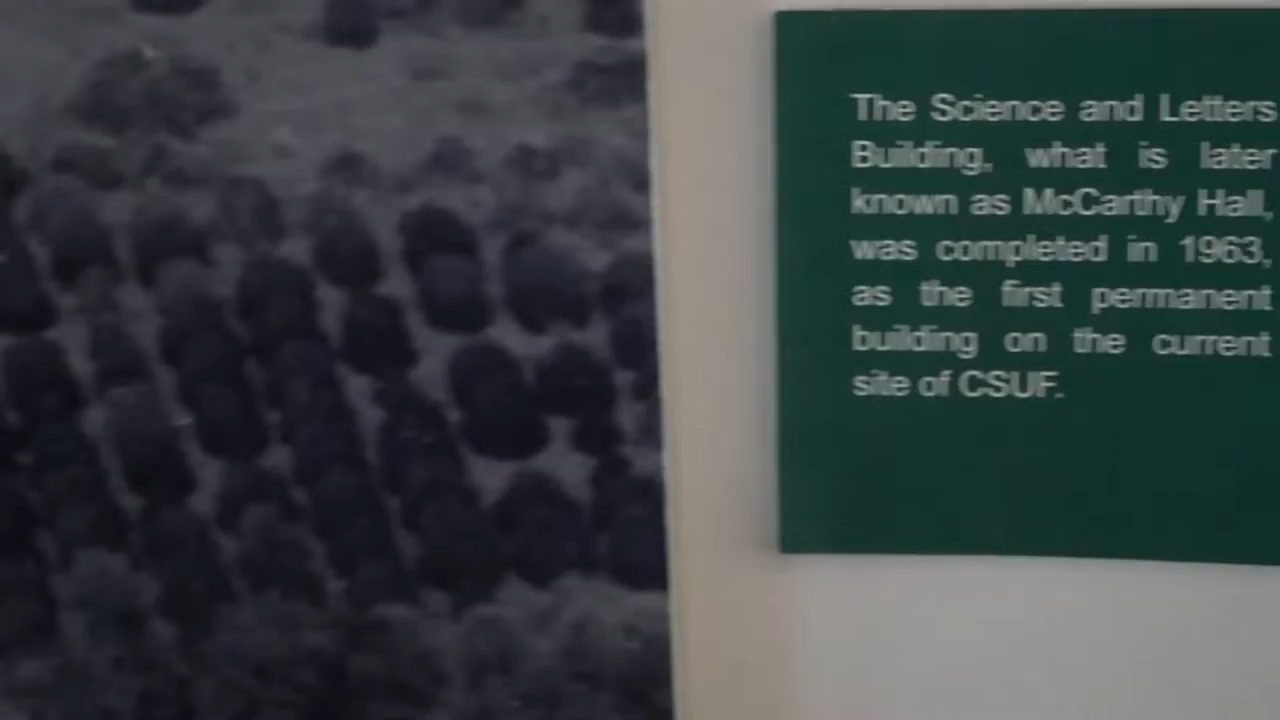 The Science and Letters
Building, what is later
known as McCarthy Hall,
was completed in 1963,
as the first permanent
building on the current
site of CSUF.